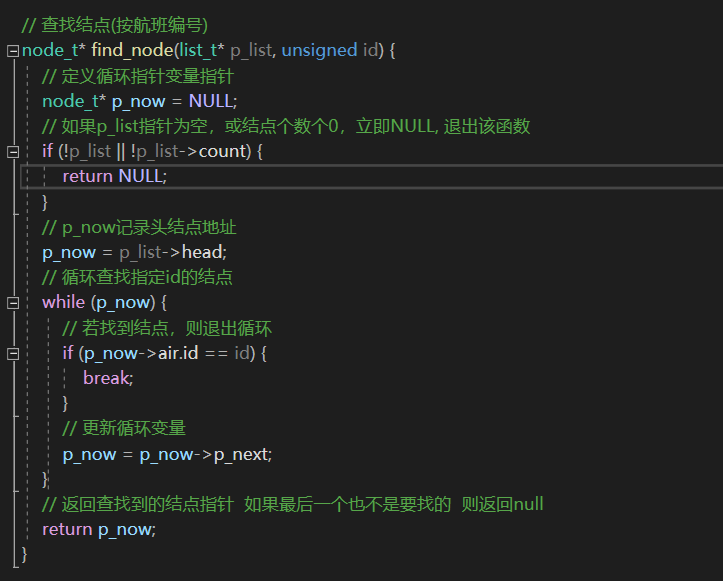 // 查找结点(按航班编号)
node_t* find_node(list_t* p_list, unsigned id) {
// 定义循环指针变量指针
node_t* p_now = NULL;
// 如果p_list指针为空，或结点个数个0，立即NULL, 退出该函数
if (!p_list || !p_list->count) {
return NULL;
}
// p_now记录头结点地址
p_now = p_list->head;
// 循环查找指定id的结点
while (p_now) {
// 若找到结点，则退出循环
if (p_now->air.id == id) {
break;
}
// 更新循环变量
p_now = p_now->p_next;
}
// 返回查找到的结点指针 如果最后一个也不是要找的 则返回null
return p_now;
}